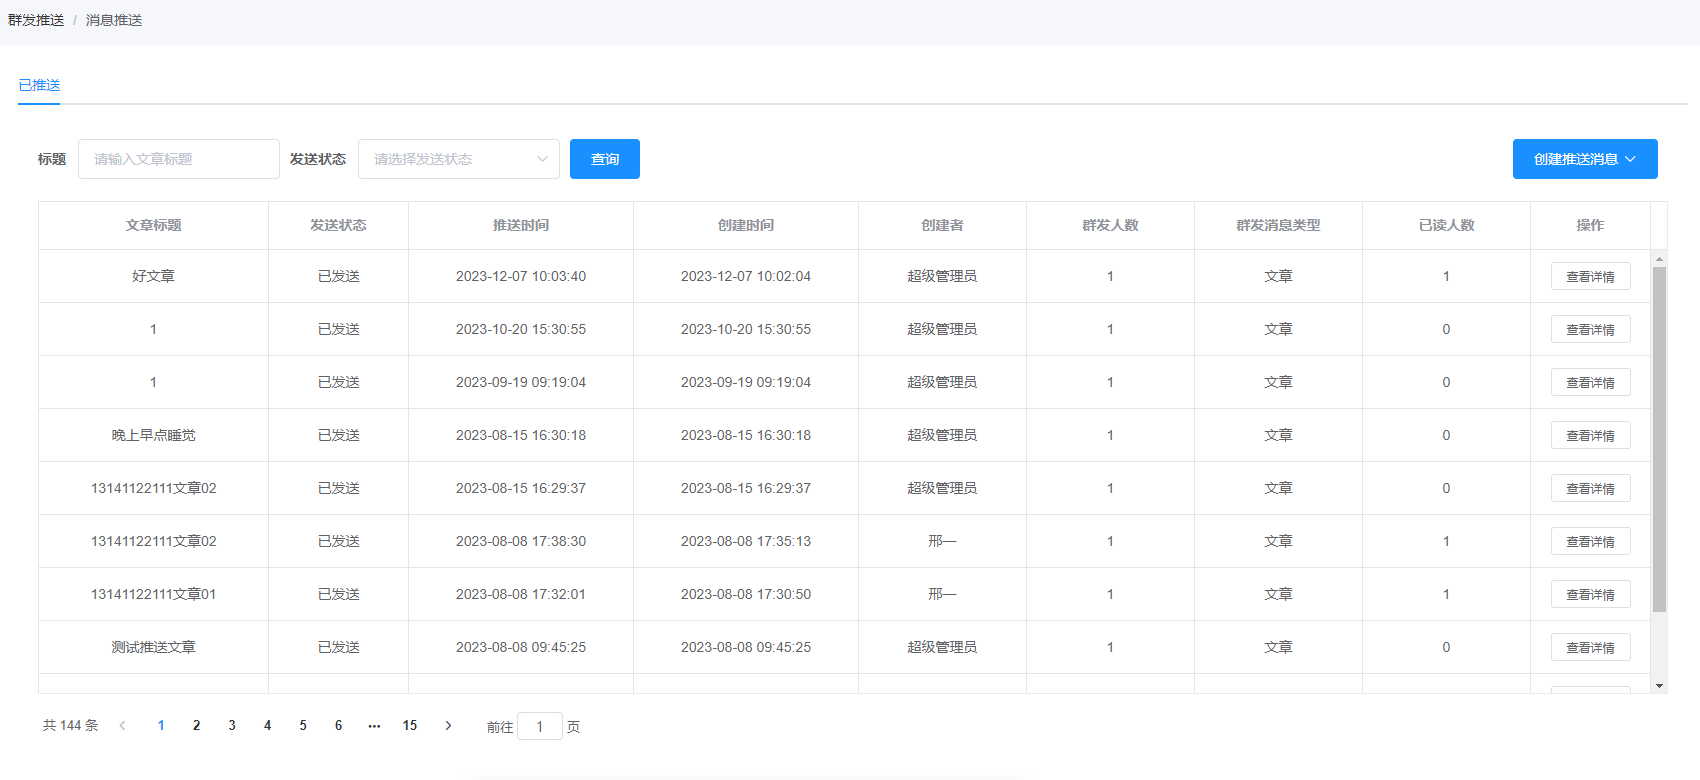 群发推送 / 消息推送
已推送
标题 请输入文章标题 发送状态 请选择发送状态 查询 创建推送消息
文章标题 发送状态 推送时间 创建时间 创建者 群发人数 群发消息类型 已读人数 操作
好文章 已发送 2023-12-07 10:03:40 2023-12-07 10:02:04 超级管理员 1 文章 1 查看详情
1 已发送 2023-10-20 15:30:55 2023-10-20 15:30:55 超级管理员 1 文章 0 查看详情
1 已发送 2023-09-19 09:19:04 2023-09-19 09:19:04 超级管理员 1 文章 0 查看详情
晚上早点睡觉 已发送 2023-08-15 16:30:18 2023-08-15 16:30:18 超级管理员 1 文章 0 查看详情
13141122111文章02 已发送 2023-08-15 16:29:37 2023-08-15 16:29:37 超级管理员 1 文章 0 查看详情
13141122111文章02 已发送 2023-08-08 17:38:30 2023-08-08 17:35:13 邢一 1 文章 1 查看详情
13141122111文章01 已发送 2023-08-08 17:32:01 2023-08-08 17:30:50 邢一 1 文章 1 查看详情
测试推送文章 已发送 2023-08-08 09:45:25 2023-08-08 09:45:25 超级管理员 1 文章 0 查看详情
共 144 条 1 2 3 4 5 6 ··· 15 前往 1 页